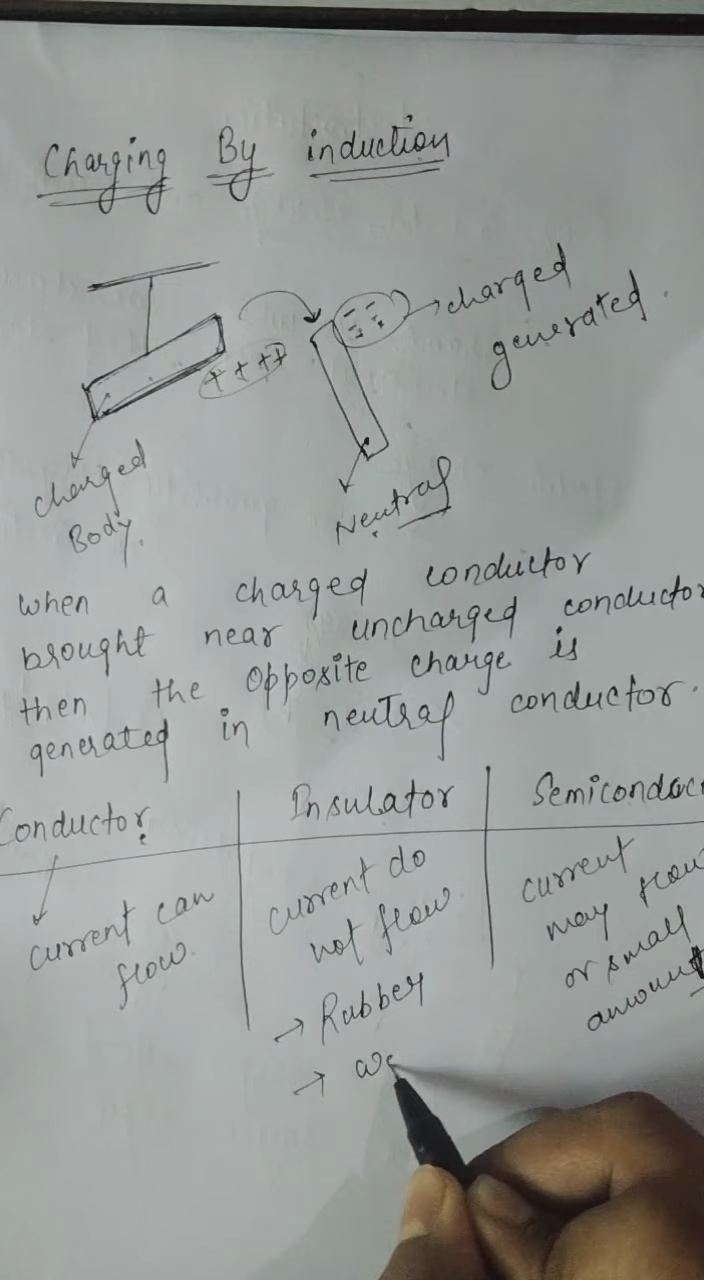 Charging By induction
+ + + +
charged
generated.
charged
Body.
Neutral
when a charged conductor
brought near uncharged conductor
then the opposite charge is
generated in neutral conductor.
Conductor. Insulator Semiconduc
current can flow. current do not flow. current may flow or small amount
→ Rubber
→